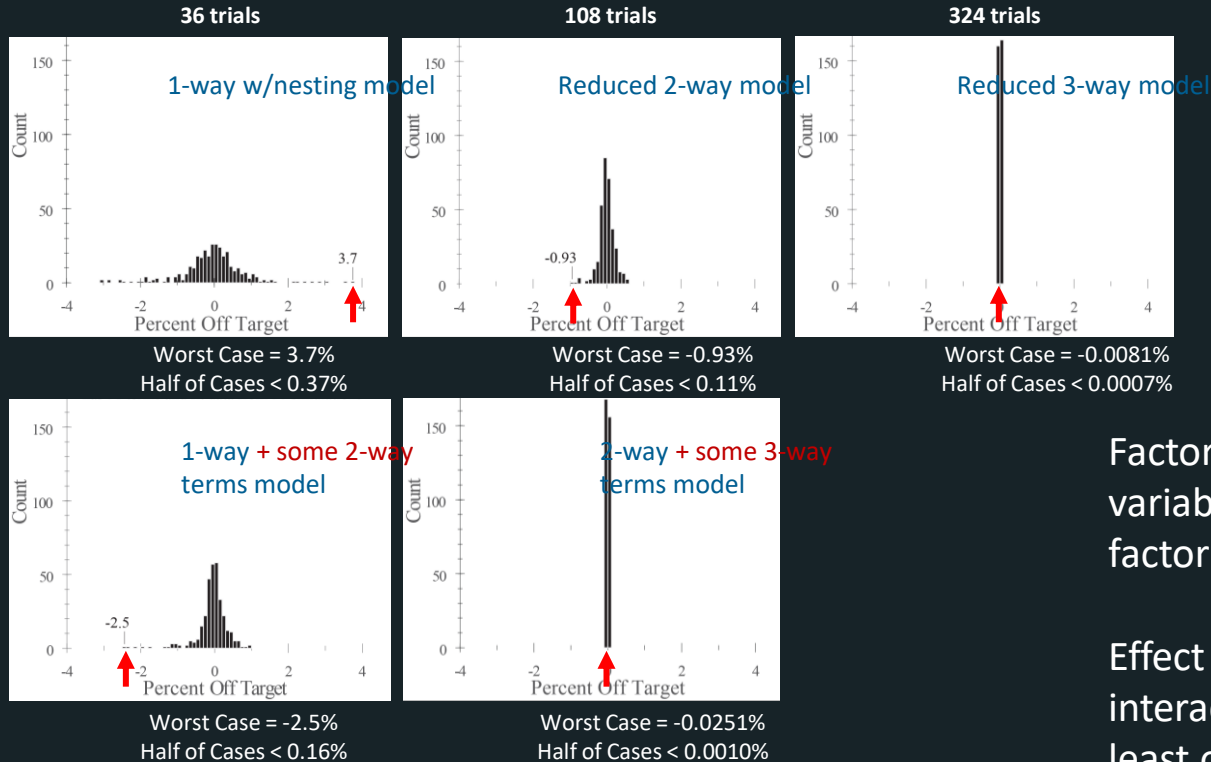 36 trials
108 trials
324 trials
150
100
50
0
Count
1-way w/nesting model
3.7
-4
-2
0
2
4
Percent Off Target
Worst Case = 3.7%
Half of Cases < 0.37%
150
100
50
0
Count
Reduced 2-way model
-0.93
-4
-2
0
2
4
Percent Off Target
Worst Case = -0.93%
Half of Cases < 0.11%
150
100
50
0
Count
Reduced 3-way model
-4
-2
0
2
4
Percent Off Target
Worst Case = -0.0081%
Half of Cases < 0.0007%
150
100
50
0
Count
1-way + some 2-way
terms model
-2.5
-4
-2
0
2
4
Percent Off Target
Worst Case = -2.5%
Half of Cases < 0.16%
150
100
50
0
Count
2-way + some 3-way
terms model
-4
-2
0
2
4
Percent Off Target
Worst Case = -0.0251%
Half of Cases < 0.0010%
Factor
variab
factor
Effect
intera
least